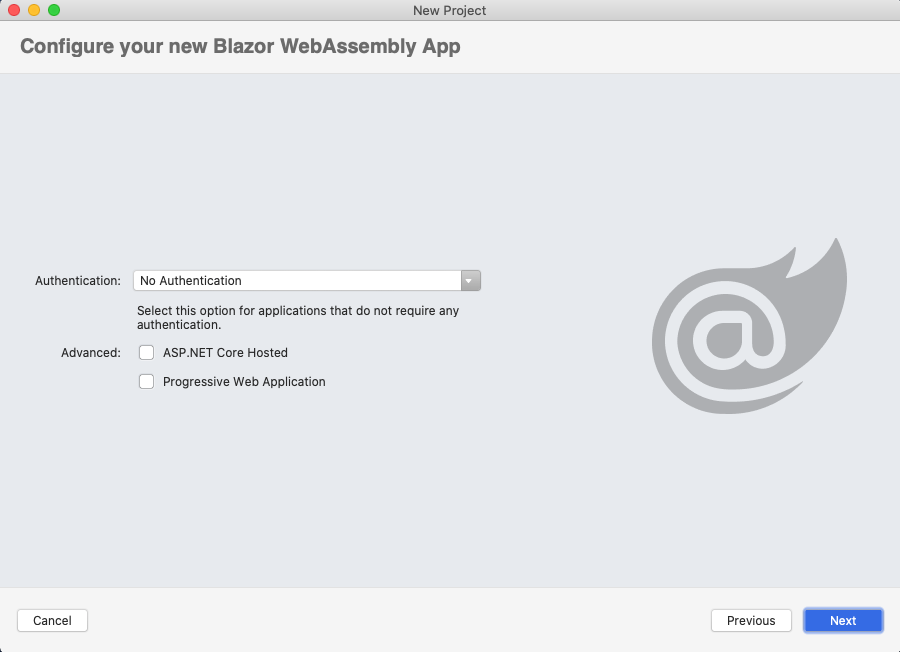 New Project
Configure your new Blazor WebAssembly App
Authentication: No Authentication
Select this option for applications that do not require any
authentication.
Advanced: ASP.NET Core Hosted
Progressive Web Application
@
Cancel Previous Next